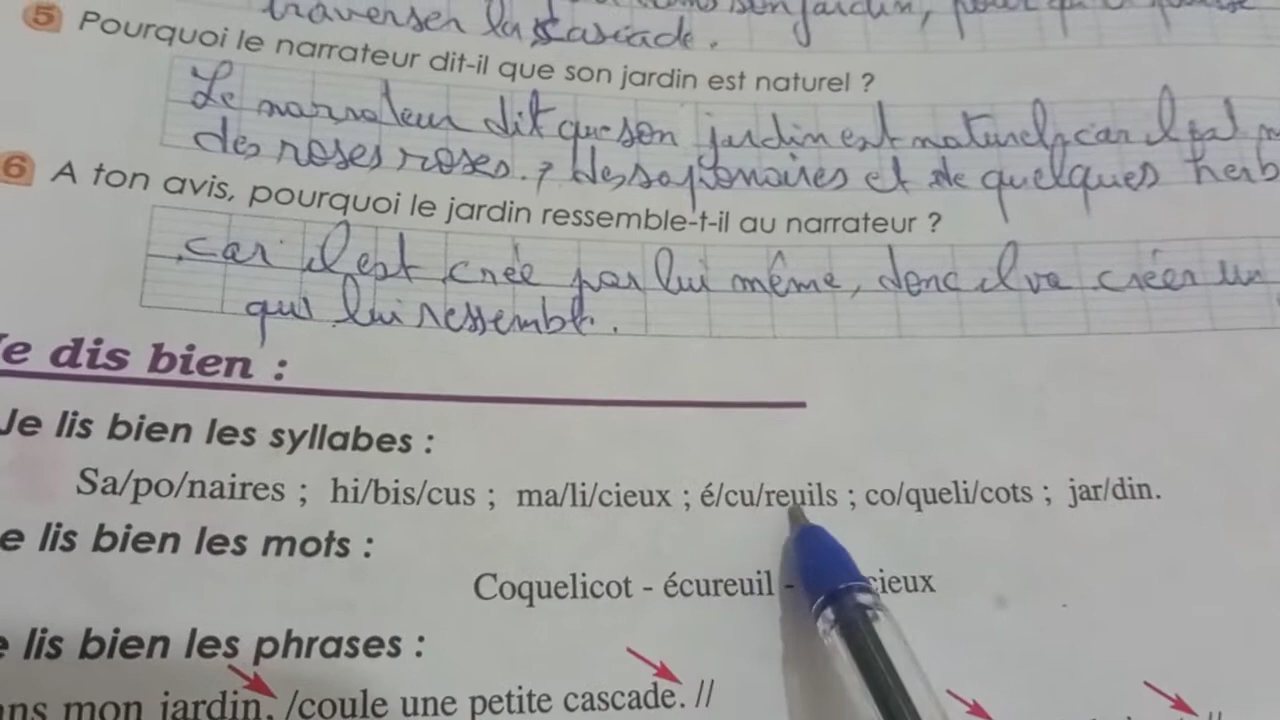 traverser la cascade.
5 Pourquoi le narrateur dit-il que son jardin est naturel ?
Le narrateur dit que son jardin est naturel, car il
des roses roses, des saponaires et de quelques herb
6 A ton avis, pourquoi le jardin ressemble-t-il au narrateur ?
car il est crée par lui même, donc il va créer un
qui lui ressemble.
Je dis bien :
Je lis bien les syllabes :
Sa/po/naires ; hi/bis/cus ; ma/li/cieux ; é/cu/reuils ; co/queli/cots ; jar/din.
e lis bien les mots :
Coquelicot - écureuil - cieux
e lis bien les phrases :
ans mon jardin, /coule une petite cascade. //